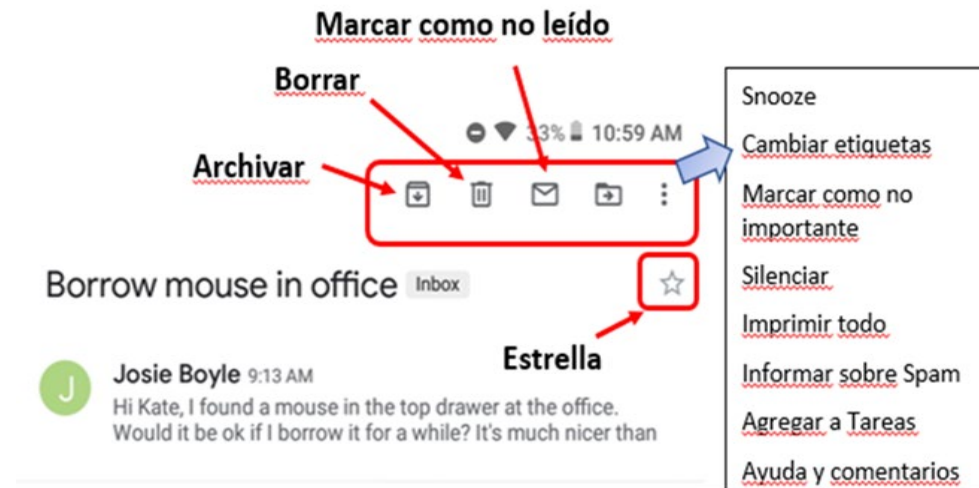 Marcar como no leído
Borrar
33% 10:59 AM
Archivar
Borrow mouse in office Inbox
Estrella
J
Josie Boyle 9:13 AM
Hi Kate, I found a mouse in the top drawer at the office.
Would it be ok if I borrow it for a while? It's much nicer than
Snooze
Cambiar etiquetas
Marcar como no
importante
Silenciar
Imprimir todo
Informar sobre Spam
Agregar a Tareas
Ayuda y comentarios